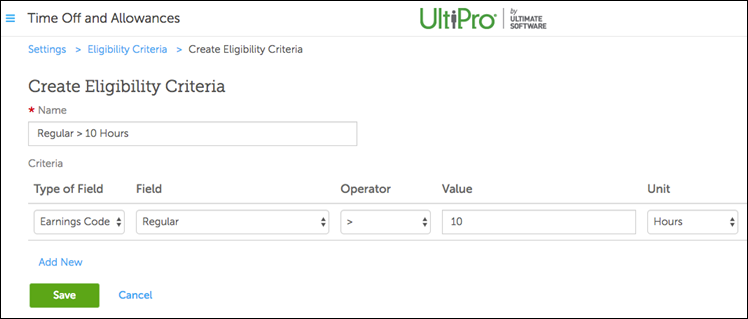 ≡ Time Off and Allowances
UltiPro® | by ULTIMATE SOFTWARE
Settings > Eligibility Criteria > Create Eligibility Criteria
Create Eligibility Criteria
* Name
Regular > 10 Hours
Criteria
Type of Field Field Operator Value Unit
Earnings Code Regular > 10 Hours
Add New
Save Cancel